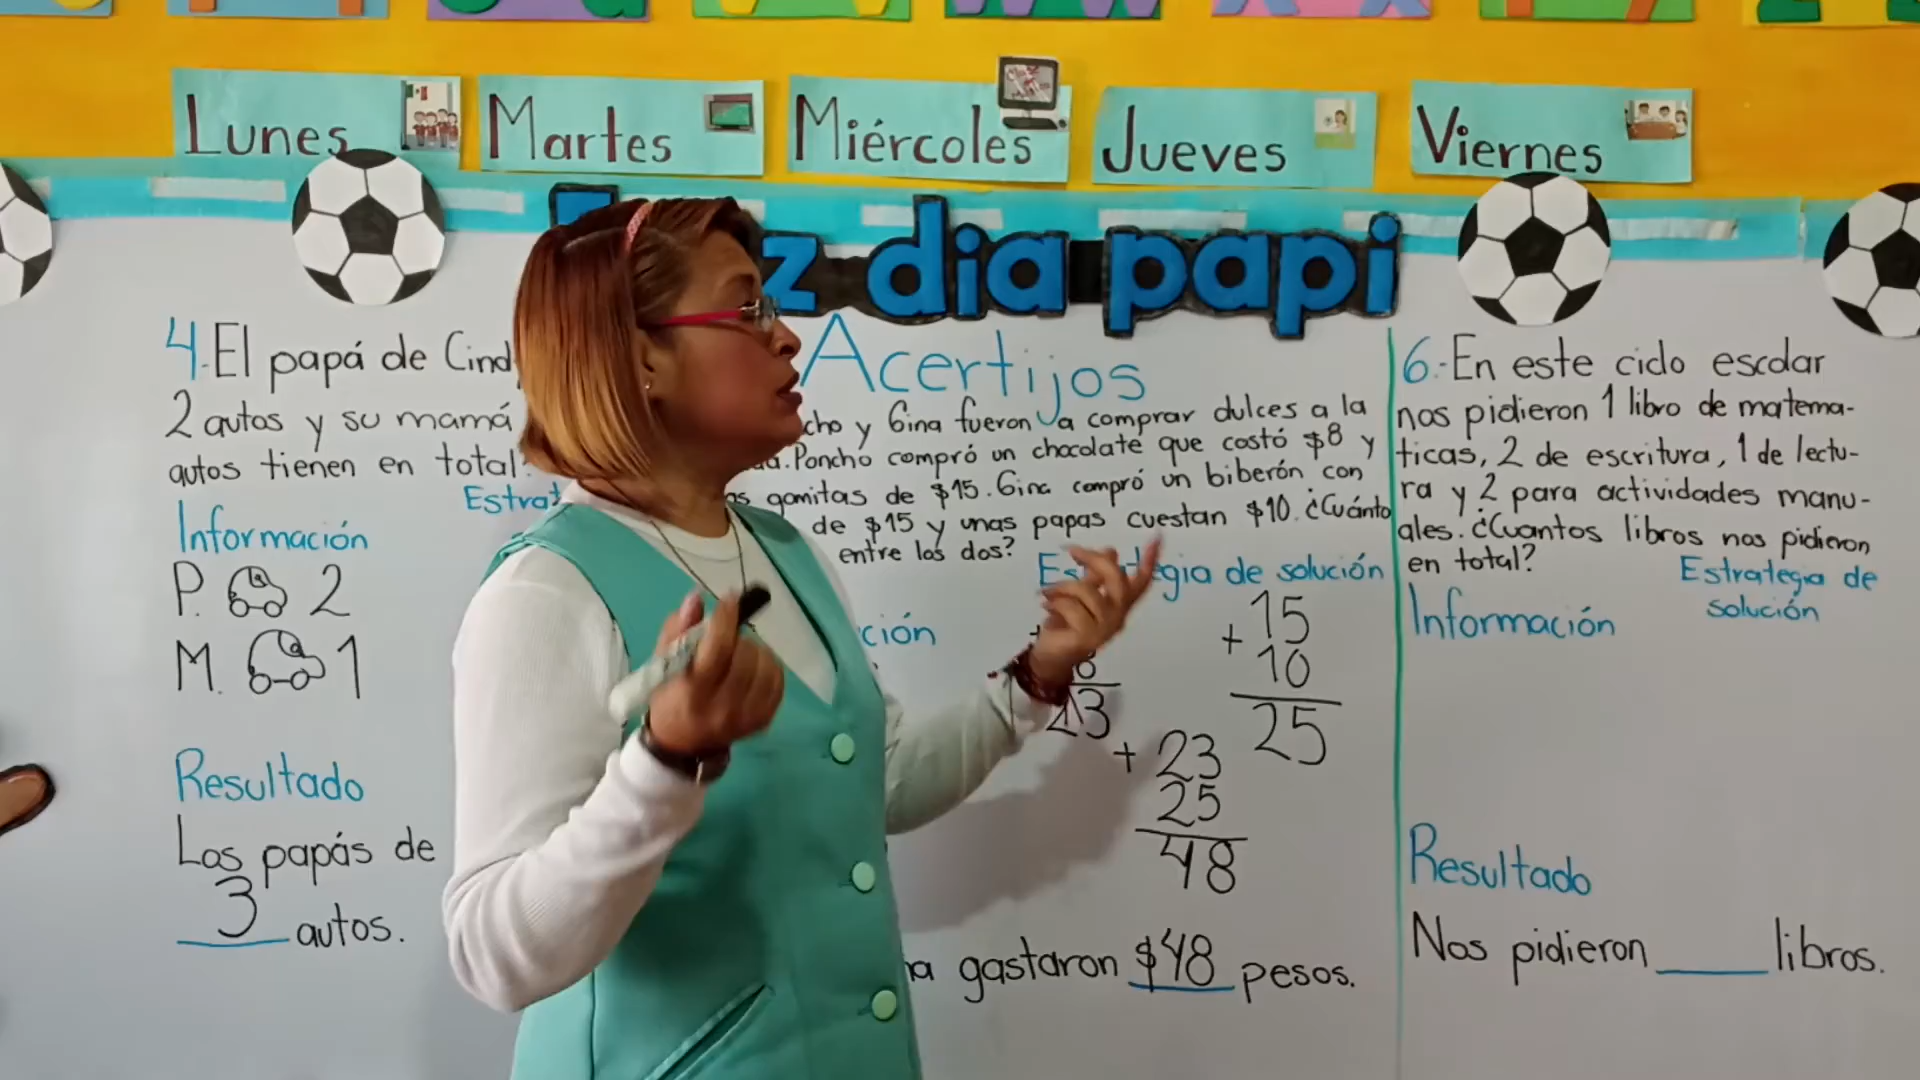 Lunes
Martes
Miércoles
Jueves
Viernes
z dia papi
Acertijos
4.-El papá de Cind
2 autos y su mamá
autos tienen en total
Estrat
Información
P. 2
M. 1
Resultado
Los papás de
3 autos.
cho y Gina fueron a comprar dulces a la
da. Poncho compró un chocolate que costó $8 y
as gomitas de $15. Gina compró un biberón con
de $15 y unas papas cuestan $10. ¿Cuánto
entre los dos?
Estrategia de solución
ción
8
23
15
+ 10
25
+ 23
25
48
na gastaron $48 pesos.
6.-En este ciclo escolar
nos pidieron 1 libro de matema-
ticas, 2 de escritura, 1 de lectu-
ra y 2 para actividades manu-
ales. ¿Cuantos libros nos pidieron
en total?
Estrategia de
solución
Información
Resultado
Nos pidieron ____ libros.